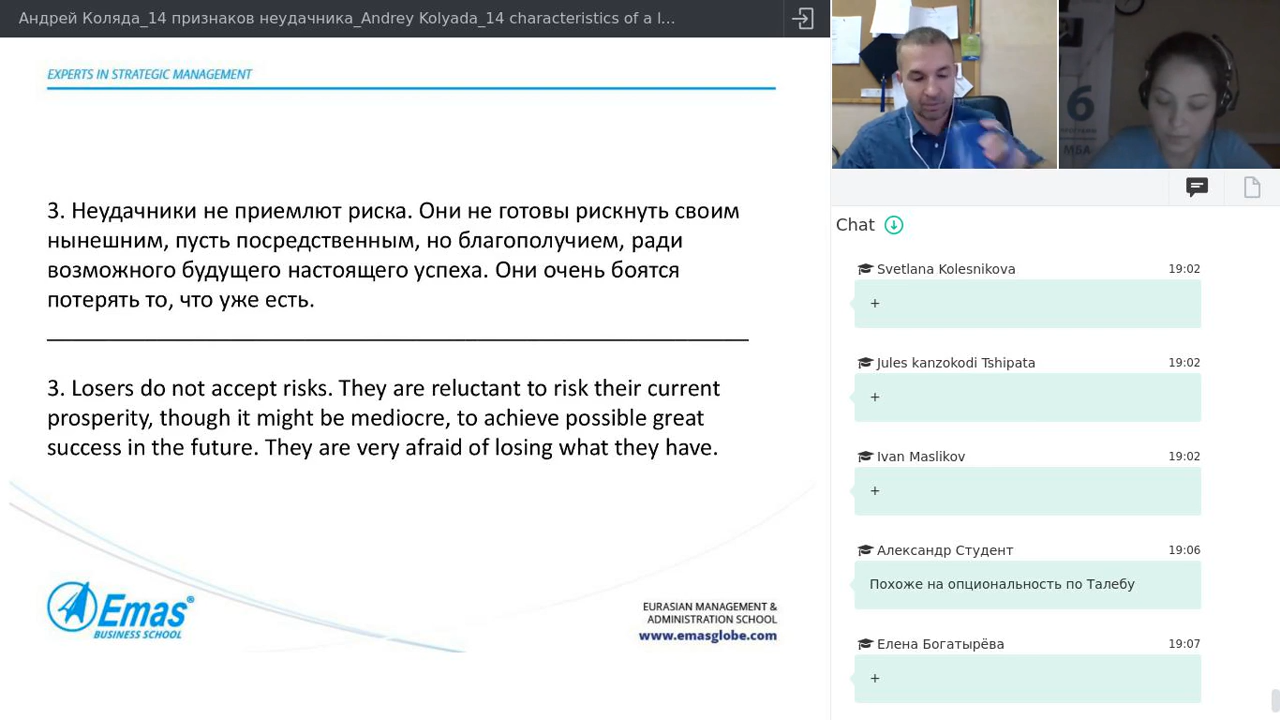 Андрей Коляда_14 признаков неудачника_Andrey Kolyada_14 characteristics of a l...
EXPERTS IN STRATEGIC MANAGEMENT
3. Неудачники не приемлют риска. Они не готовы рискнуть своим
нынешним, пусть посредственным, но благополучием, ради
возможного будущего настоящего успеха. Они очень боятся
потерять то, что уже есть.
3. Losers do not accept risks. They are reluctant to risk their current
prosperity, though it might be mediocre, to achieve possible great
success in the future. They are very afraid of losing what they have.
Emas®
BUSINESS SCHOOL
EURASIAN MANAGEMENT &
ADMINISTRATION SCHOOL
www.emasglobe.com
6
МБА
Chat
Svetlana Kolesnikova 19:02
+
Jules kanzokodi Tshipata 19:02
+
Ivan Maslikov 19:02
+
Александр Студент 19:06
Похоже на опциональность по Талебу
Елена Богатырёва 19:07
+